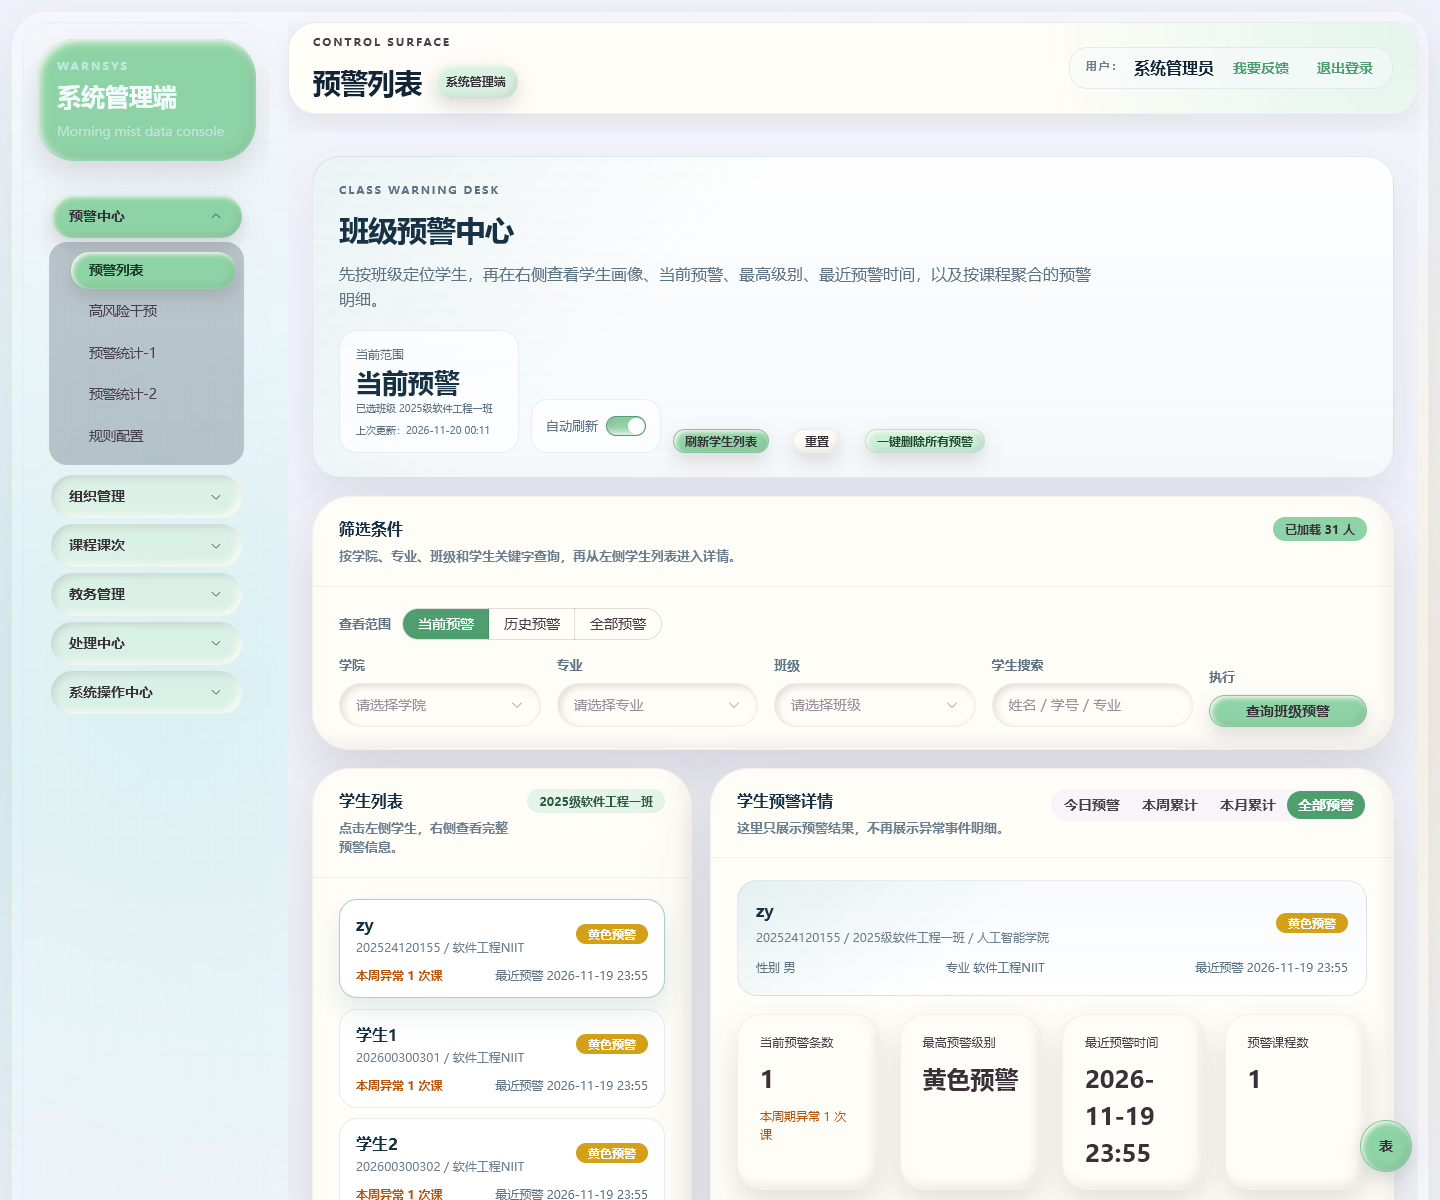 WARNSYS
系统管理端
Morning mist data console
预警中心
预警列表
高风险干预
预警统计-1
预警统计-2
规则配置
组织管理
课程课次
教务管理
处理中心
系统操作中心
CONTROL SURFACE
预警列表
系统管理端
用户：
系统管理员
我要反馈
退出登录
CLASS WARNING DESK
班级预警中心
先按班级定位学生，再在右侧查看学生画像、当前预警、最高级别、最近预警时间，以及按课程聚合的预警
明细。
当前范围
当前预警
已选班级 2025级软件工程一班
上次更新：2026-11-20 00:11
自动刷新
刷新学生列表
重置
一键删除所有预警
筛选条件
按学院、专业、班级和学生关键字查询，再从左侧学生列表进入详情。
已加载 31 人
查看范围
当前预警
历史预警
全部预警
学院
专业
班级
学生搜索
执行
请选择学院
请选择专业
请选择班级
姓名 / 学号 / 专业
查询班级预警
学生列表
2025级软件工程一班
点击左侧学生，右侧查看完整
预警信息。
zy
黄色预警
202524120155 / 软件工程NIIT
本周异常 1 次课
最近预警 2026-11-19 23:55
学生1
黄色预警
202600300301 / 软件工程NIIT
本周异常 1 次课
最近预警 2026-11-19 23:55
学生2
黄色预警
202600300302 / 软件工程NIIT
本周异常 1 次课
最近预警 2026-11-19 23:55
学生预警详情
这里只展示预警结果，不再展示异常事件明细。
今日预警
本周累计
本月累计
全部预警
zy
黄色预警
202524120155 / 2025级软件工程一班 / 人工智能学院
性别 男
专业 软件工程NIIT
最近预警 2026-11-19 23:55
当前预警条数
1
本周期异常 1 次
课
最高预警级别
黄色预警
最近预警时间
2026-
11-19
23:55
预警课程数
1
表